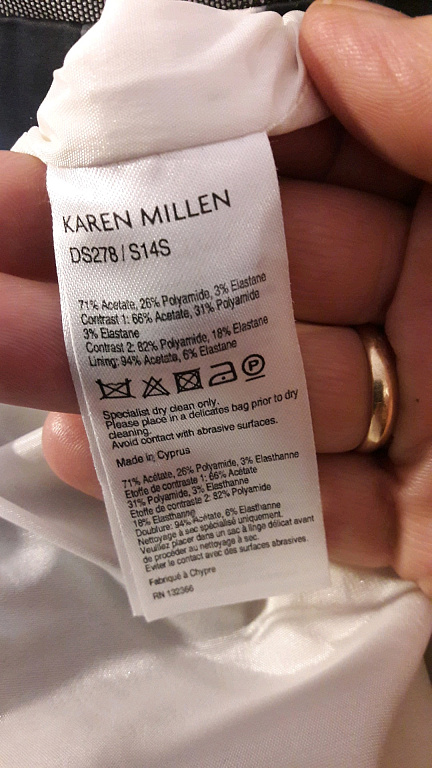 KAREN MILLEN
DS278 / S14S
71% Acetate, 26% Polyamide, 3% Elastane
Contrast 1: 66% Acetate, 31% Polyamide
3% Elastane
Contrast 2: 82% Polyamide, 18% Elastane
Lining: 94% Acetate, 6% Elastane
P
Specialist dry clean only.
Please place in a delicates bag prior to dry
cleaning.
Avoid contact with abrasive surfaces.
Made in Cyprus
71% Acétate, 26% Polyamide, 3% Elasthanne
Etoffe de contraste 1: 66% Acétate
31% Polyamide, 3% Elasthanne
Etoffe de contraste 2: 82% Polyamide
18% Elasthanne
Doublure: 94% Acétate, 6% Elasthanne
Nettoyage à sec spécialisé uniquement.
Veuillez placer dans un sac à linge délicat avant
de procéder au nettoyage à sec.
Eviter le contact avec des surfaces abrasives.
Fabriqué à Chypre
RN 132366